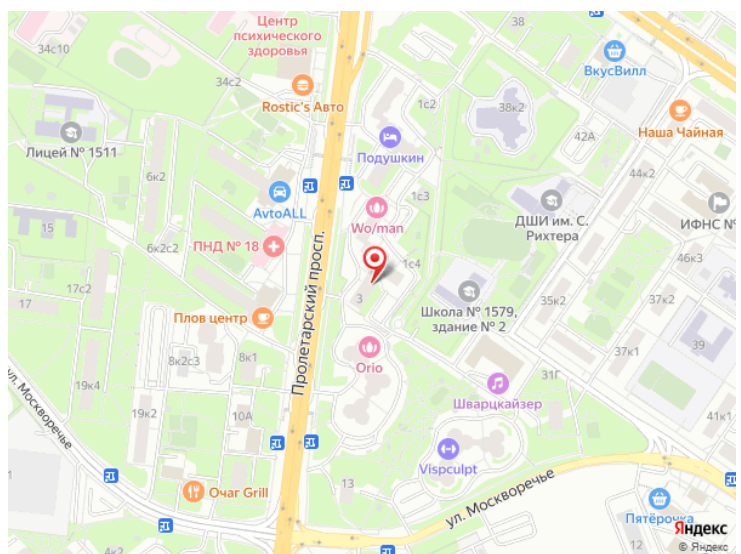 38
Центр
психического
здоровья
34с10
34с2
ВкусВилл
Rostic's Авто
1с2
38к2
Наша Чайная
42А
Лицей № 1511
Подушкин
6к2
44к2
AvtoALL
1с3
ДШИ им. С.
Рихтера
ИФНС №
15
Wo/man
6к2с2
ПНД № 18
46к3
1с4
17с2
17
3
Школа № 1579,
здание № 2
35к2
Плов центр
Пролетарский просп.
39
37к1
8к2с3
8к1
Orio
31Г
19к4
Шварцкайзер
ул. Москворечье
19к2
10А
41к1
Vispculpt
1
Очаг Grill
13
ул. Москворечье
Пятёрочка
Яндекс
12
4к2
© Яндекс